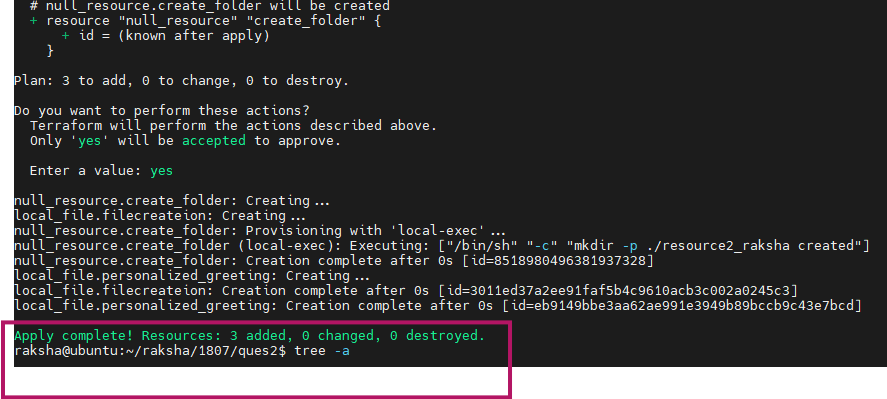 # null_resource.create_folder will be created
+ resource "null_resource" "create_folder" {
+ id = (known after apply)
}
Plan: 3 to add, 0 to change, 0 to destroy.
Do you want to perform these actions?
Terraform will perform the actions described above.
Only 'yes' will be accepted to approve.
Enter a value: yes
null_resource.create_folder: Creating...
local_file.filecreateion: Creating...
null_resource.create_folder: Provisioning with 'local-exec'...
null_resource.create_folder (local-exec): Executing: ["/bin/sh" "-c" "mkdir -p ./resource2_raksha created"]
null_resource.create_folder: Creation complete after 0s [id=8518980496381937328]
local_file.personalized_greeting: Creating...
local_file.filecreateion: Creation complete after 0s [id=3011ed37a2ee91faf5b4c9610acb3c002a0245c3]
local_file.personalized_greeting: Creation complete after 0s [id=eb9149bbe3aa62ae991e3949b89bccb9c43e7bcd]
Apply complete! Resources: 3 added, 0 changed, 0 destroyed.
raksha@ubuntu:~/raksha/1807/ques2$ tree -a